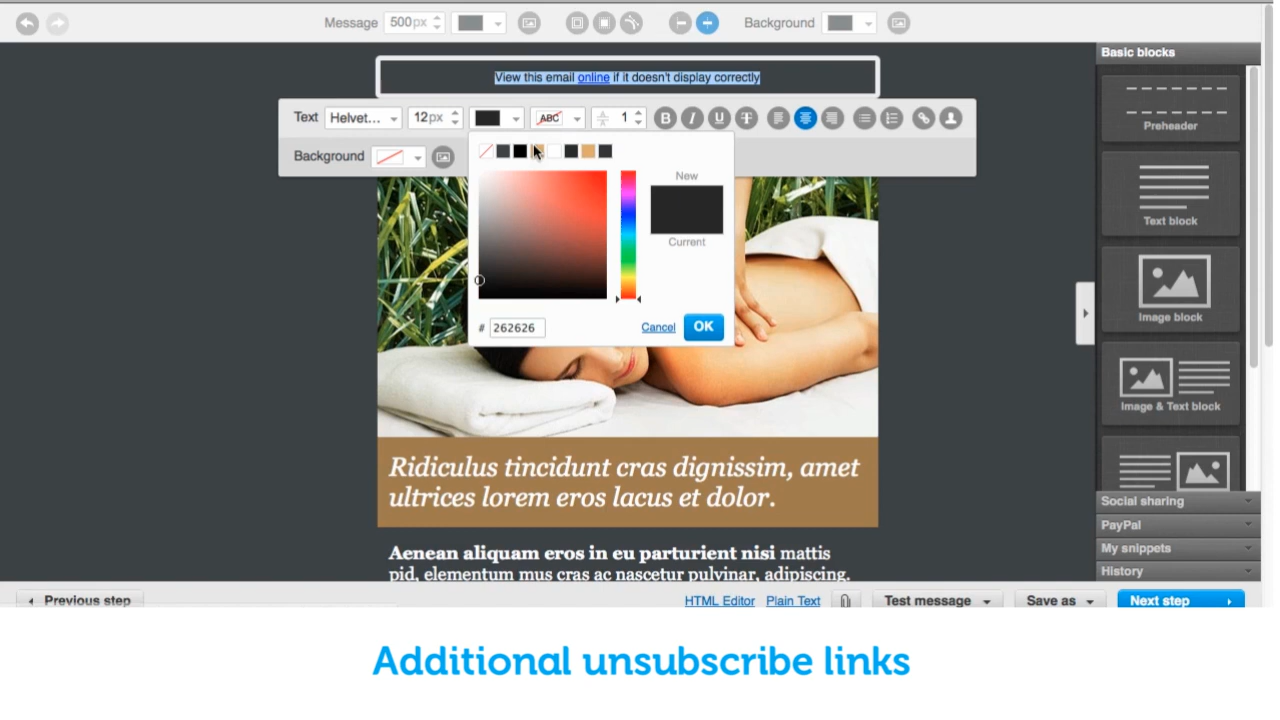 Message 500px Background
Basic blocks
View this email online if it doesn't display correctly
Text Helvet... 12px ABC 1 B I U T
Background
New
Current
# 262626 Cancel OK
Preheader
Text block
Image block
Image & Text block
Ridiculus tincidunt cras dignissim, amet
ultrices lorem eros lacus et dolor.
Aenean aliquam eros in eu parturient nisi mattis
pid, elementum mus cras ac nascetur pulvinar, adipiscing.
Social sharing
PayPal
My snippets
History
Previous step HTML Editor Plain Text Test message Save as Next step
Additional unsubscribe links